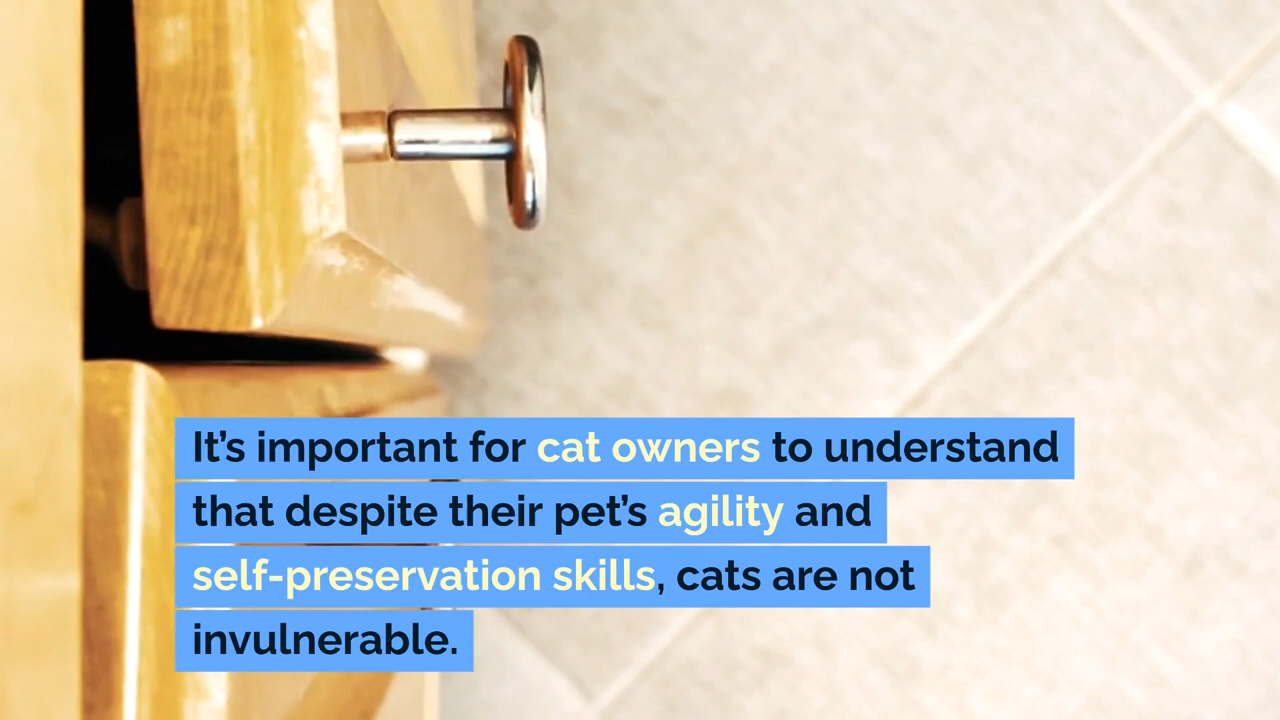 It’s important for cat owners to understand
that despite their pet’s agility and
self-preservation skills, cats are not
invulnerable.